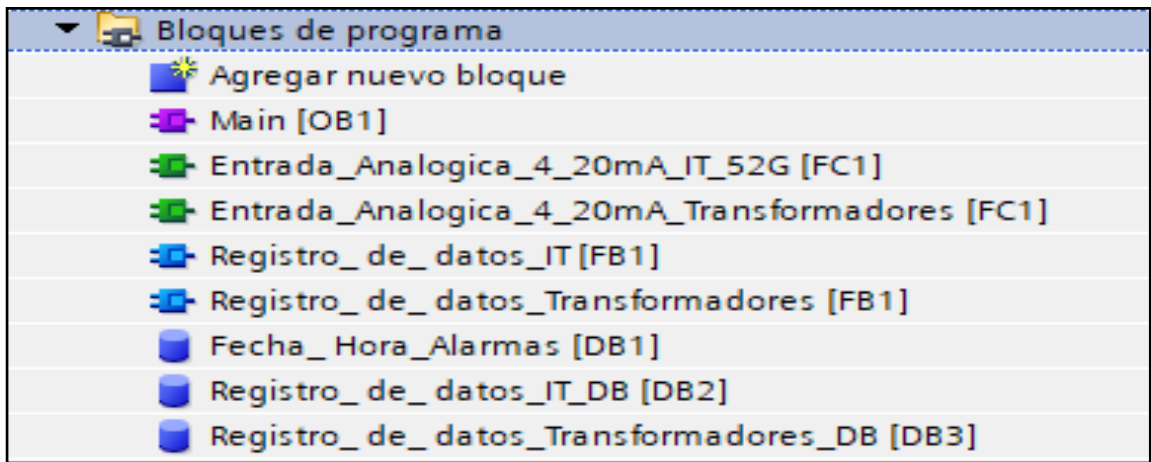 Bloques de programa
Agregar nuevo bloque
Main [OB1]
Entrada_Analogica_4_20mA_IT_52G [FC1]
Entrada_Analogica_4_20mA_Transformadores [FC1]
Registro_ de_ datos_IT [FB1]
Registro_ de_ datos_Transformadores [FB1]
Fecha_ Hora_Alarmas [DB1]
Registro_ de_ datos_IT_DB [DB2]
Registro_ de_ datos_Transformadores_DB [DB3]